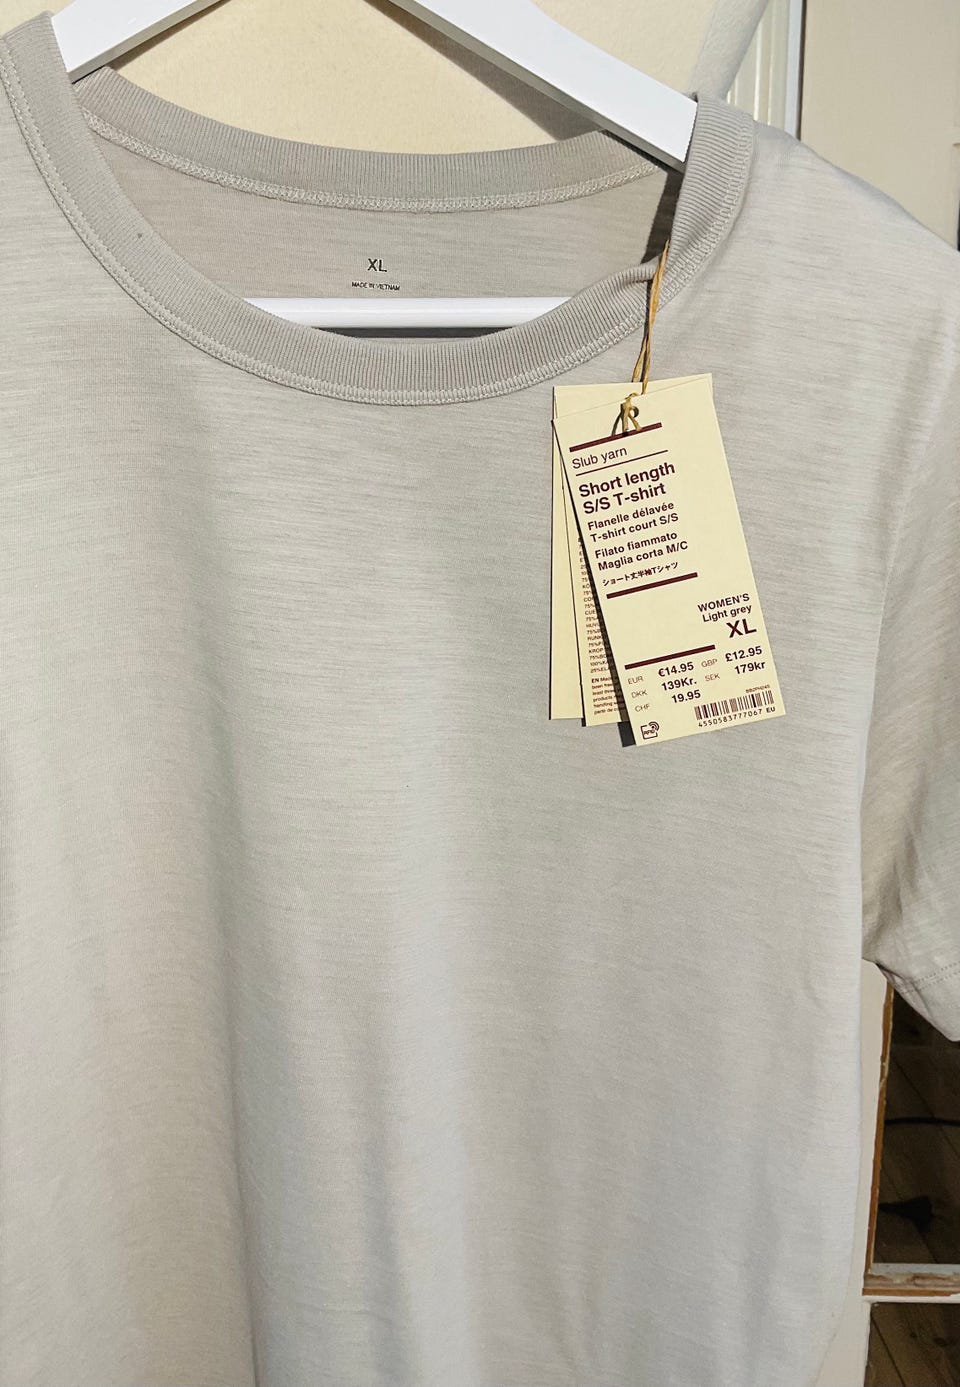 XL
MADE IN VIETNAM
Slub yarn
Short length
S/S T-shirt
Flanelle délavée
T-shirt court S/S
Filato fiammato
Maglia corta M/C
ショート丈半袖Tシャツ
WOMEN'S
Light grey
XL
EUR €14.95 GBP £12.95
DKK 139Kr. SEK 179kr
CHF 19.95
4550583777067 EU
RFID